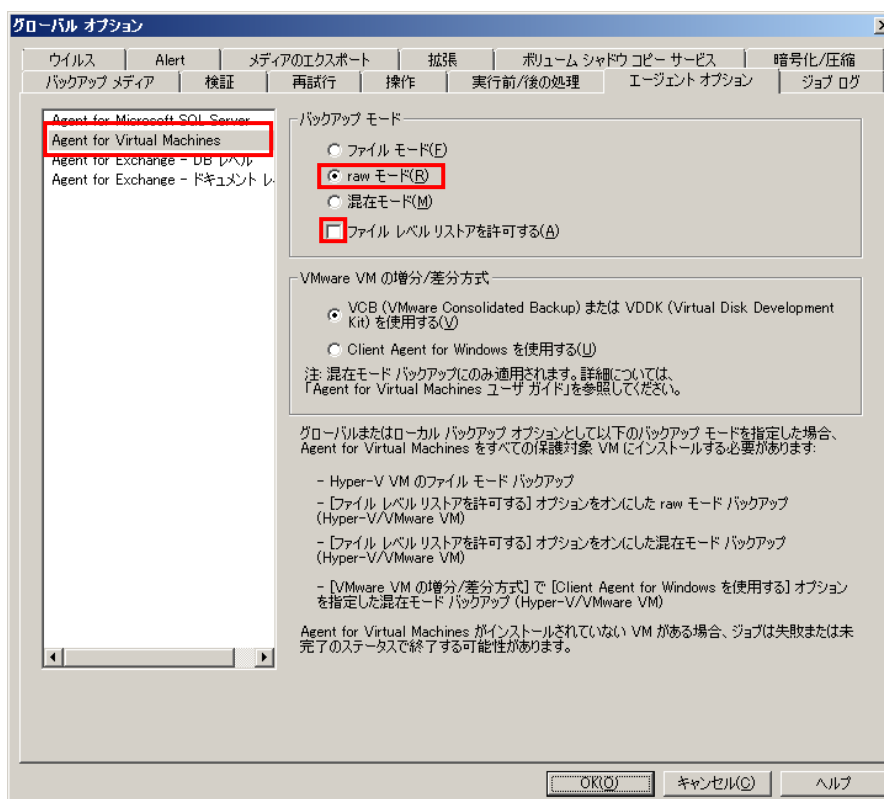 グローバル オプション
ウイルス
Alert
メディアのエクスポート
拡張
ボリューム シャドウ コピー サービス
暗号化/圧縮
バックアップ メディア
検証
再試行
操作
実行前/後の処理
エージェント オプション
ジョブ ログ
Agent for Microsoft SQL Server
Agent for Virtual Machines
Agent for Exchange - DB レベル
Agent for Exchange - ドキュメント レ
バックアップ モード
ファイル モード(F)
raw モード(R)
混在モード(M)
ファイル レベル リストアを許可する(A)
VMware VM の増分/差分方式
VCB (VMware Consolidated Backup) または VDDK (Virtual Disk Development
Kit) を使用する(V)
Client Agent for Windows を使用する(U)
注: 混在モード バックアップにのみ適用されます。詳細については、
「Agent for Virtual Machines ユーザ ガイド」を参照してください。
グローバルまたはローカル バックアップ オプションとして以下のバックアップ モードを指定した場合、
Agent for Virtual Machines をすべての保護対象 VM にインストールする必要があります:
- Hyper-V VM のファイル モード バックアップ
- [ファイル レベル リストアを許可する] オプションをオンにした raw モード バックアップ
(Hyper-V/VMware VM)
- [ファイル レベル リストアを許可する] オプションをオンにした混在モード バックアップ
(Hyper-V/VMware VM)
- [VMware VM の増分/差分方式] で [Client Agent for Windows を使用する] オプション
を指定した混在モード バックアップ (Hyper-V/VMware VM)
Agent for Virtual Machines がインストールされていない VM がある場合、ジョブは失敗または未
完了のステータスで終了する可能性があります。
OK(O)
キャンセル(C)
ヘルプ